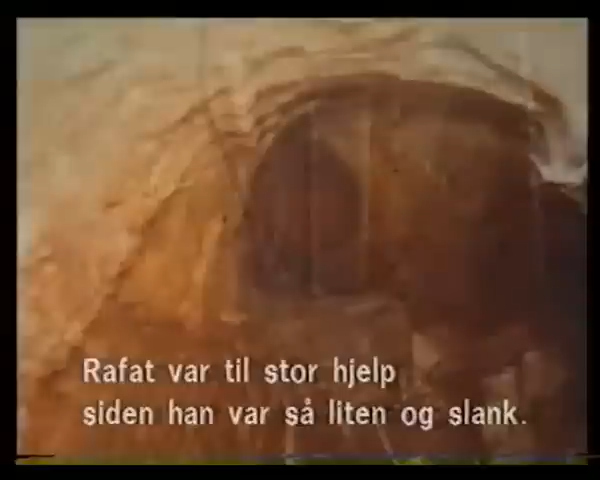 Rafat var til stor hjelp
siden han var så liten og slank.